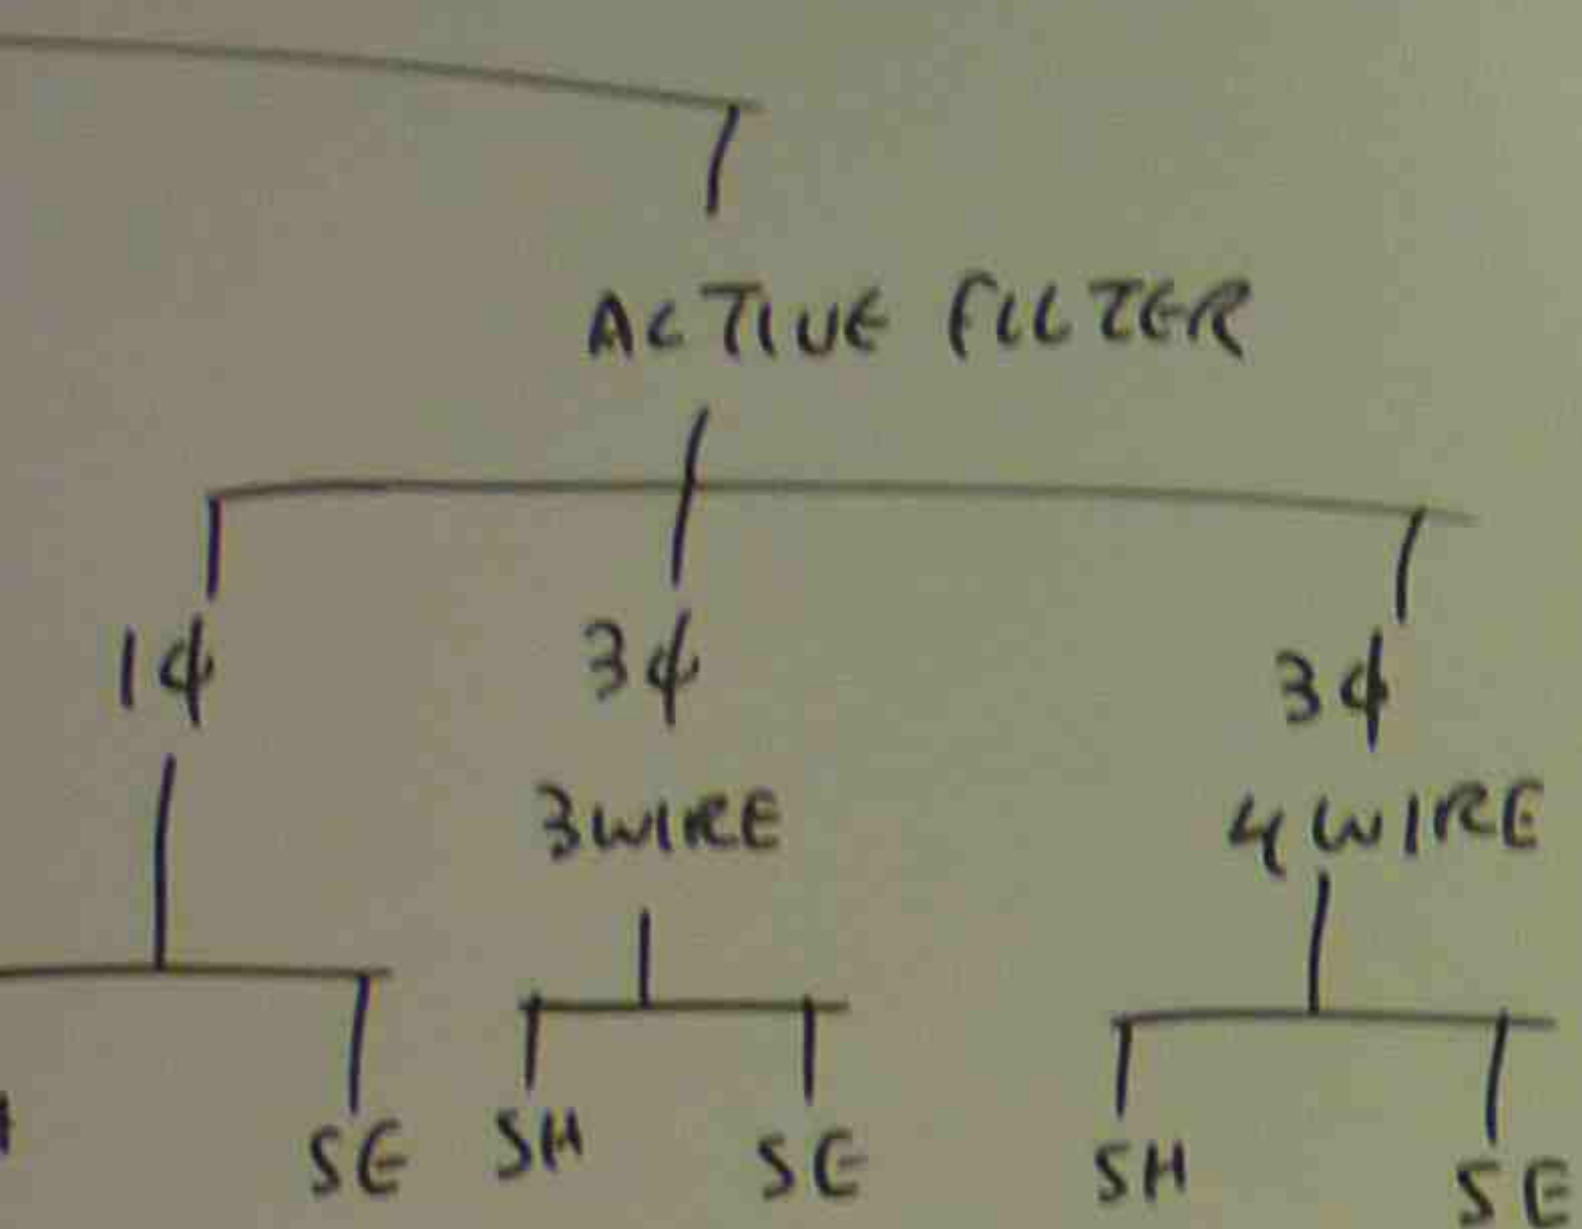 ACTIVE FILTER
1ϕ 3ϕ 3ϕ
3WIRE 4WIRE
SE SH SE SH SE